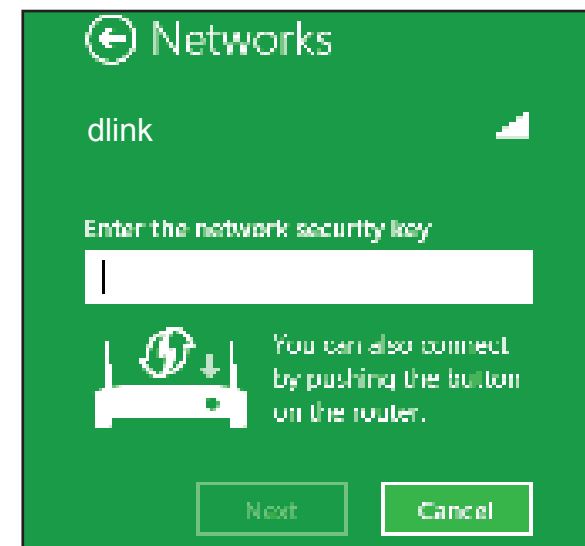 Networks
dlink
Enter the network security key
You can also connect
by pushing the button
on the router.
Next
Cancel